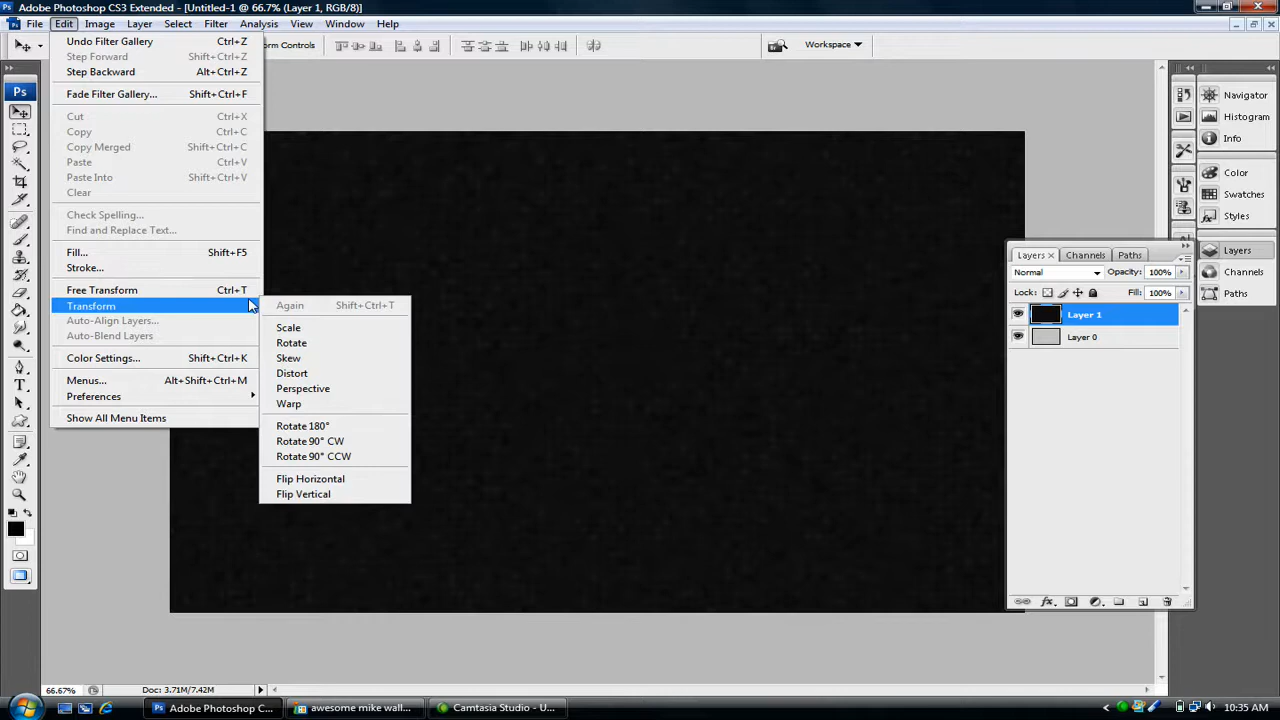 Adobe Photoshop CS3 Extended - [Untitled-1 @ 66.7% (Layer 1, RGB/8)]
File Edit Image Layer Select Filter Analysis View Window Help
Undo Filter Gallery Ctrl+Z
Step Forward Shift+Ctrl+Z
Step Backward Alt+Ctrl+Z
Fade Filter Gallery... Shift+Ctrl+F
Cut Ctrl+X
Copy Ctrl+C
Copy Merged Shift+Ctrl+C
Paste Ctrl+V
Paste Into Shift+Ctrl+V
Clear
Check Spelling...
Find and Replace Text...
Fill... Shift+F5
Stroke...
Free Transform Ctrl+T
Transform
Auto-Align Layers...
Auto-Blend Layers
Color Settings... Shift+Ctrl+K
Menus... Alt+Shift+Ctrl+M
Preferences
Show All Menu Items
Again Shift+Ctrl+T
Scale
Rotate
Skew
Distort
Perspective
Warp
Rotate 180°
Rotate 90° CW
Rotate 90° CCW
Flip Horizontal
Flip Vertical
Controls
Workspace
Ps
T
Navigator
Histogram
Info
Color
Swatches
Styles
Layers
Channels
Paths
Layers Channels Paths
Normal Opacity: 100%
Lock: Fill: 100%
Layer 1
Layer 0
fx
66.67% Doc: 3.71M/7.42M
Adobe Photoshop C... awesome mike wall... Camtasia Studio - U... 10:35 AM